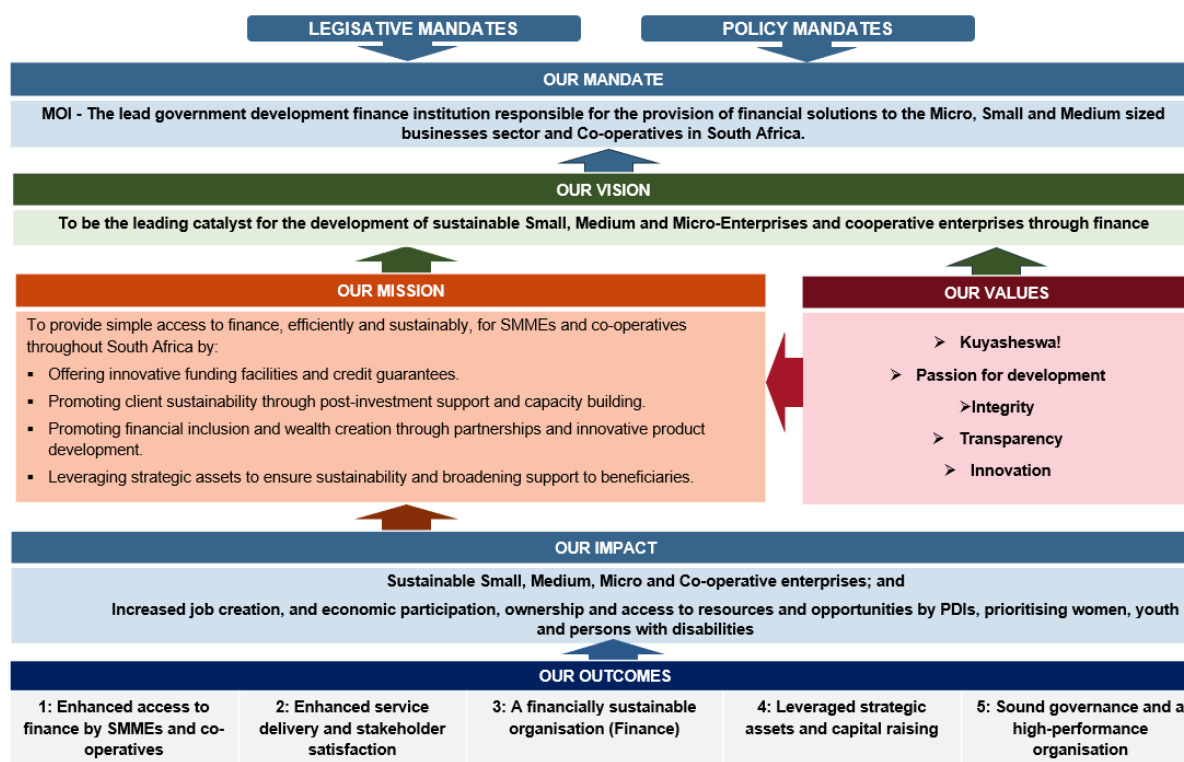 LEGISATIVE MANDATES
POLICY MANDATES
OUR MANDATE
MOI - The lead government development finance institution responsible for the provision of financial solutions to the Micro, Small and Medium sized
businesses sector and Co-operatives in South Africa.
OUR VISION
To be the leading catalyst for the development of sustainable Small, Medium and Micro-Enterprises and cooperative enterprises through finance
OUR MISSION
To provide simple access to finance, efficiently and sustainably, for SMMEs and co-operatives
throughout South Africa by:
▪ Offering innovative funding facilities and credit guarantees.
▪ Promoting client sustainability through post-investment support and capacity building.
▪ Promoting financial inclusion and wealth creation through partnerships and innovative product
development.
▪ Leveraging strategic assets to ensure sustainability and broadening support to beneficiaries.
OUR VALUES
➢ Kuyasheswa!
➢ Passion for development
➢Integrity
➢ Transparency
➢ Innovation
OUR IMPACT
Sustainable Small, Medium, Micro and Co-operative enterprises; and
Increased job creation, and economic participation, ownership and access to resources and opportunities by PDIs, prioritising women, youth
and persons with disabilities
OUR OUTCOMES
1: Enhanced access to
finance by SMMEs and co-
operatives
2: Enhanced service
delivery and stakeholder
satisfaction
3: A financially sustainable
organisation (Finance)
4: Leveraged strategic
assets and capital raising
5: Sound governance and a
high-performance
organisation